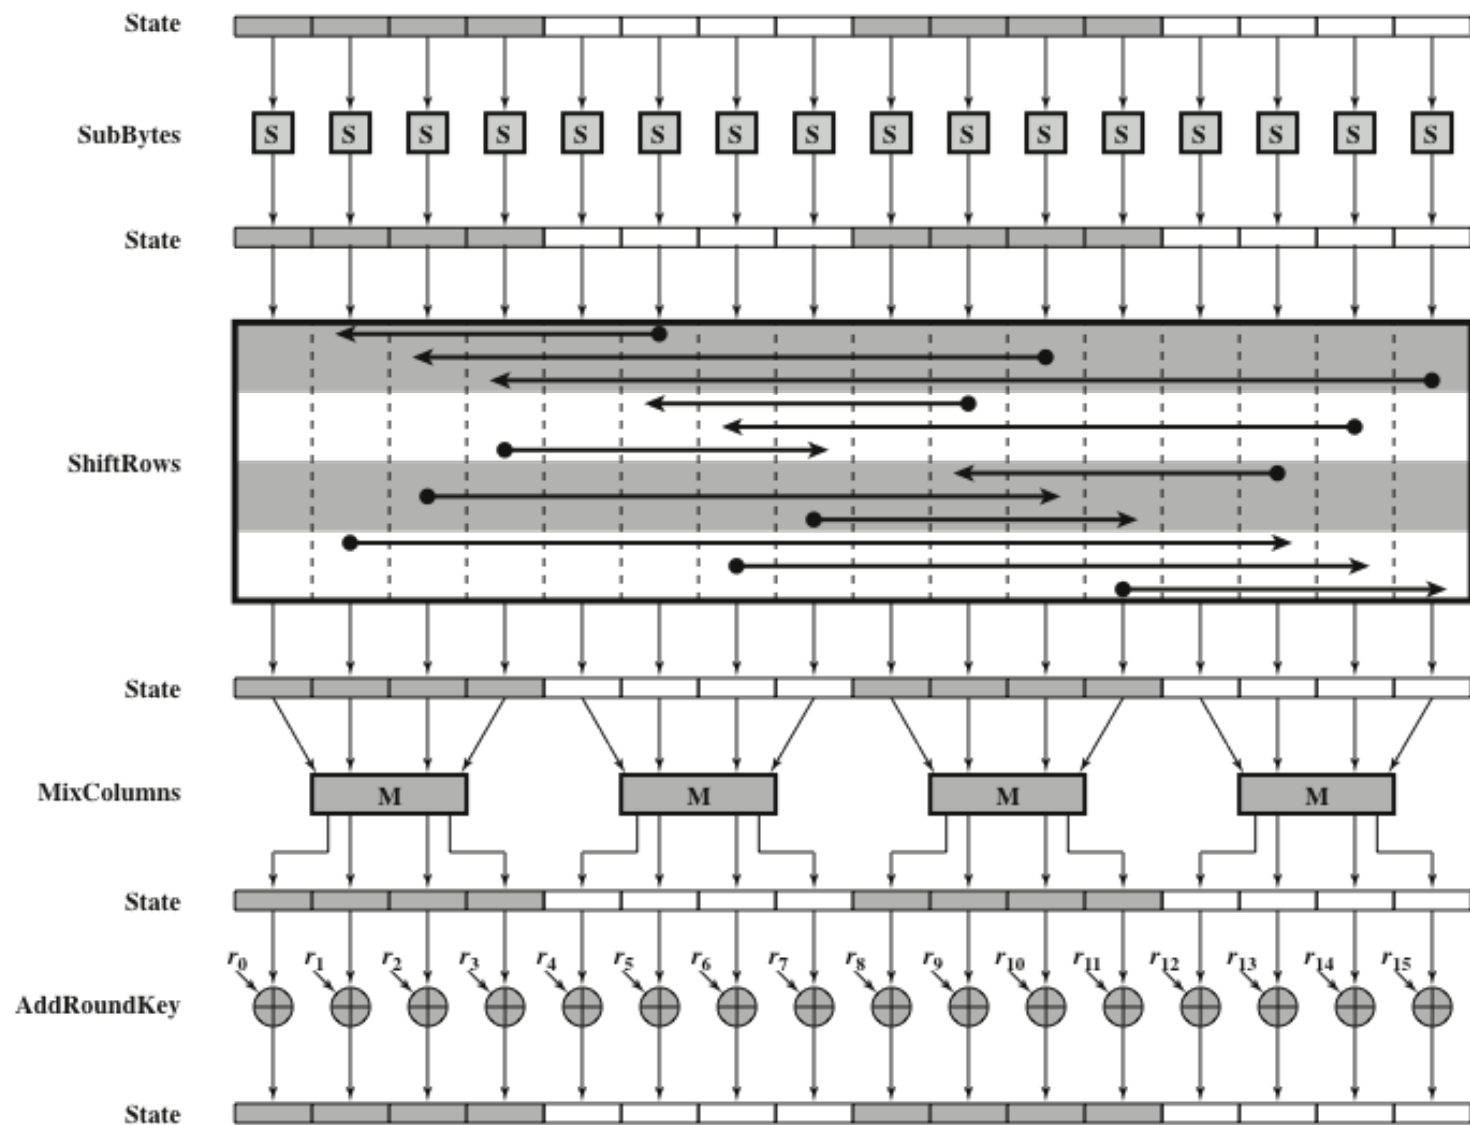 State
SubBytes S S S S S S S S S S S S S S S S
State
ShiftRows
State
MixColumns M M M M
State
r0 r1 r2 r3 r4 r5 r6 r7 r8 r9 r10 r11 r12 r13 r14 r15
AddRoundKey
State